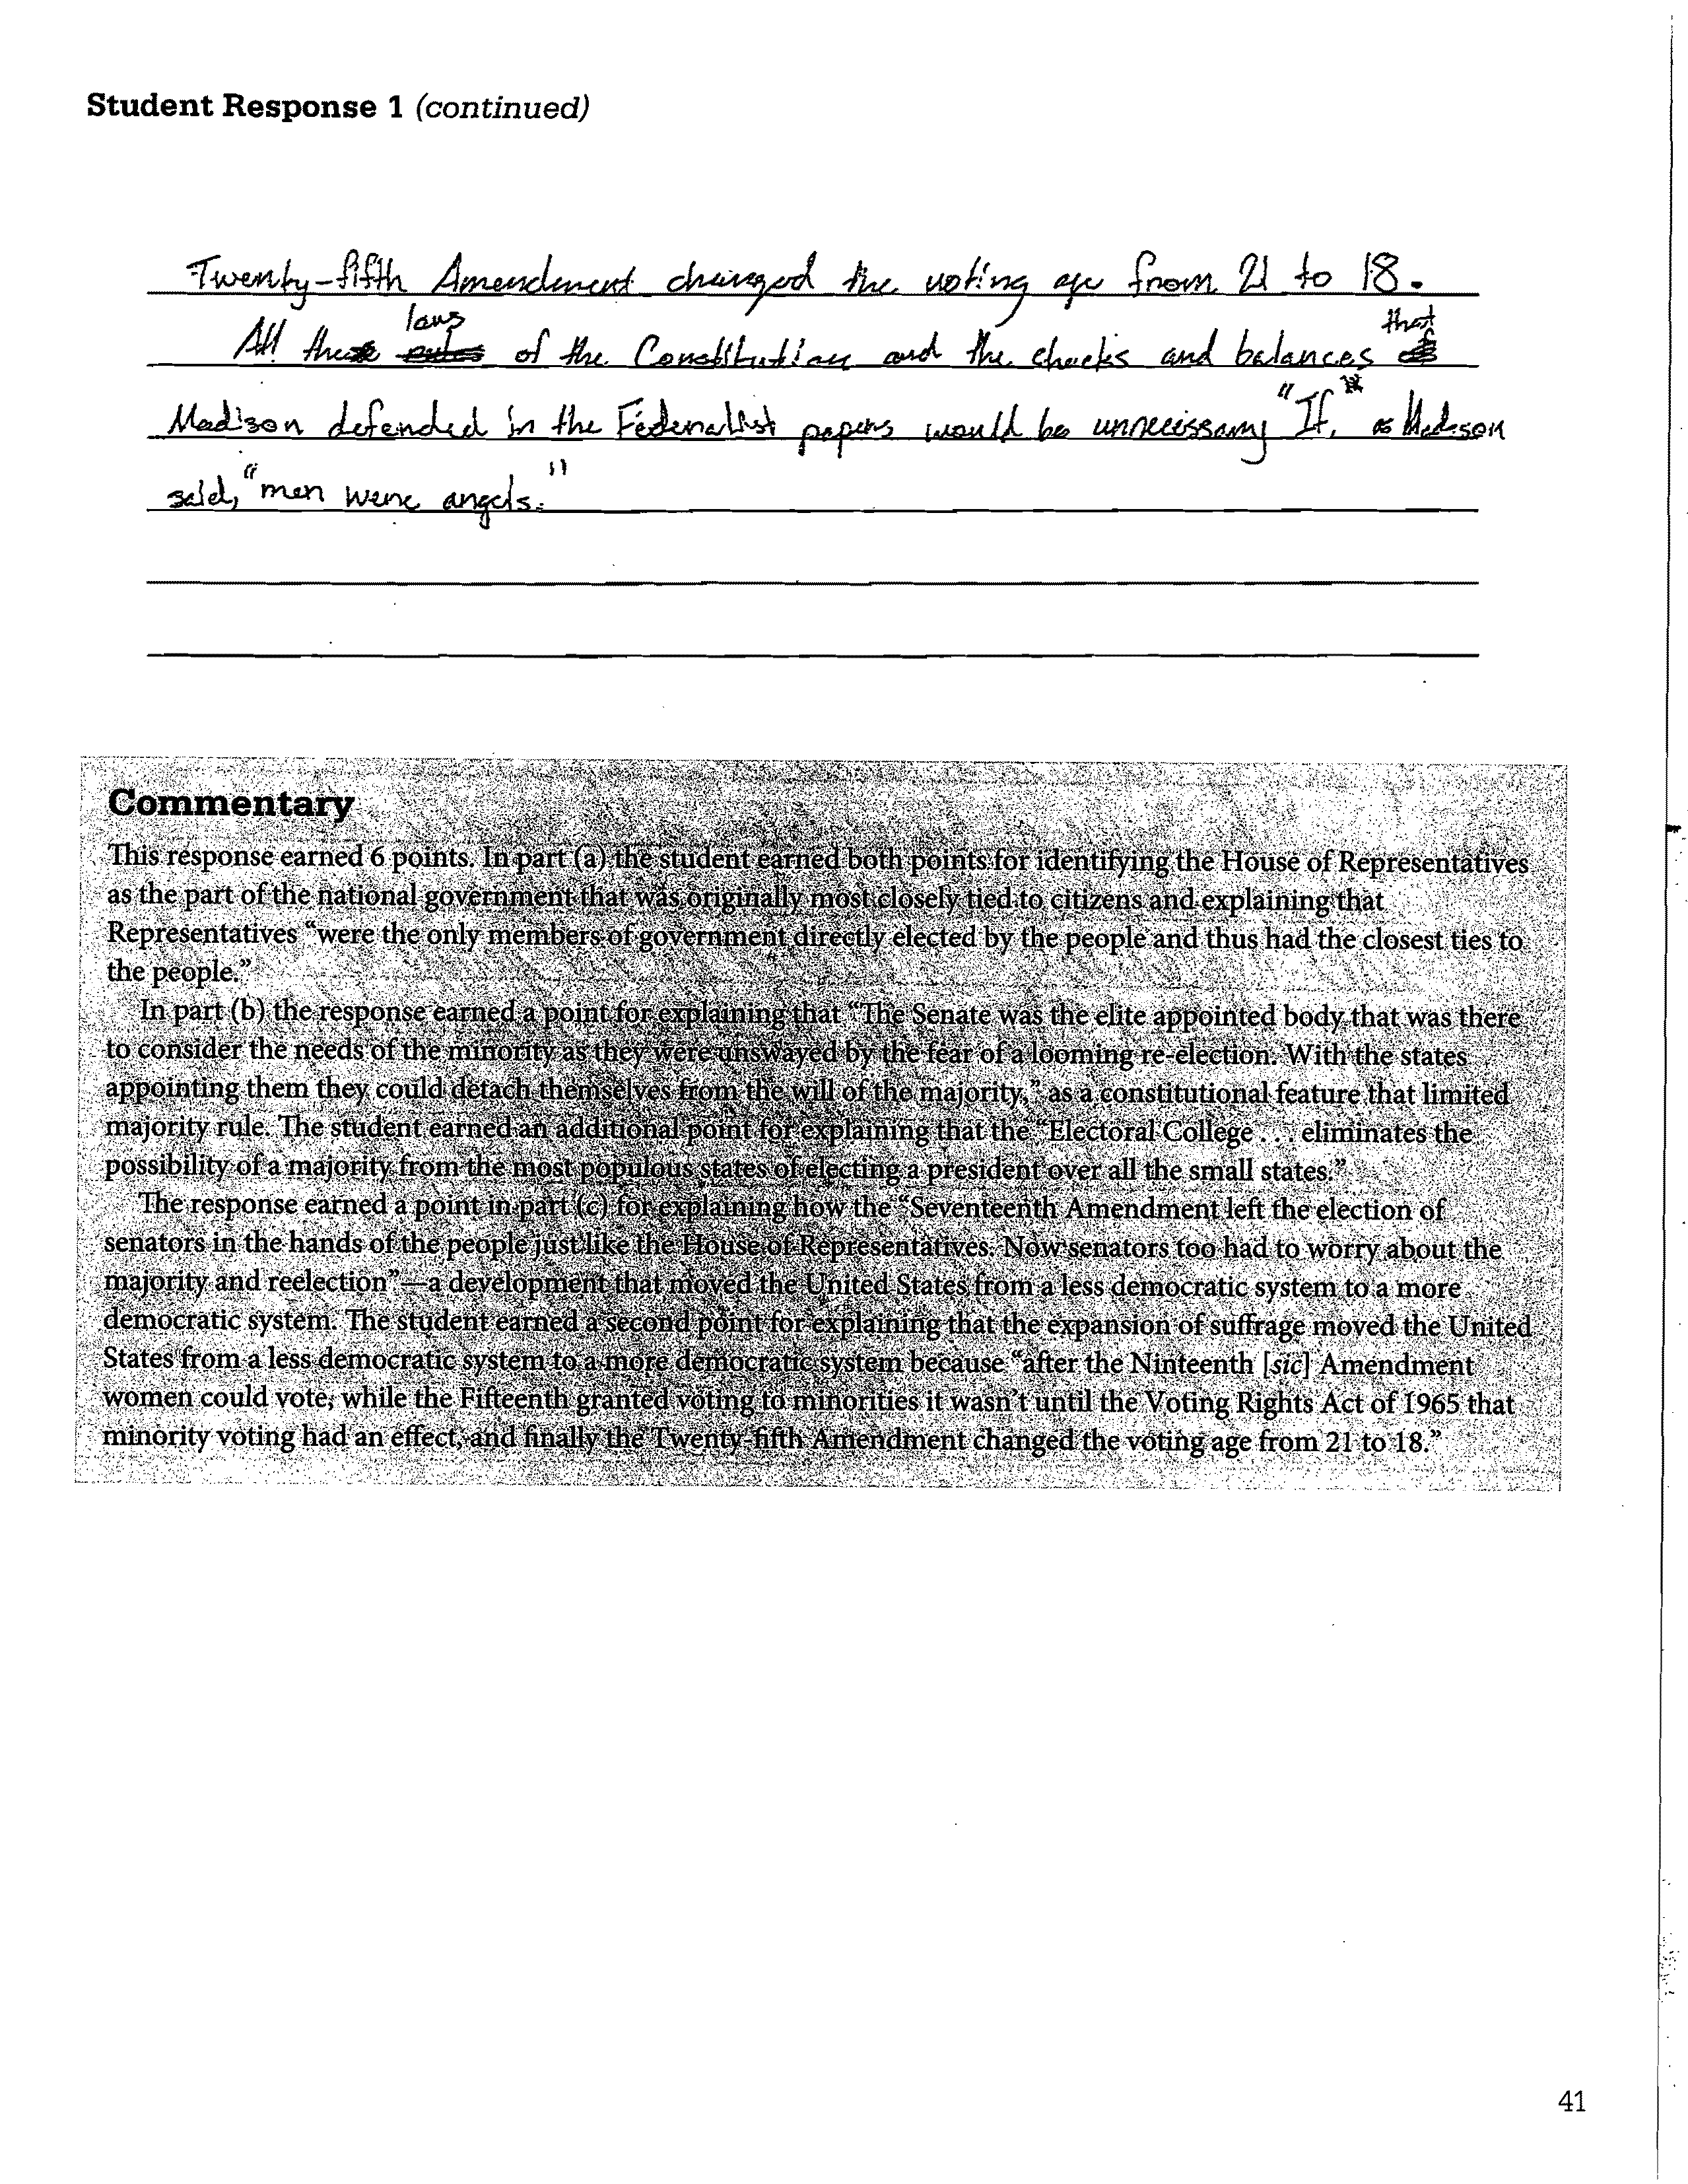 Student Response 1 (continued)
Twenty-fifth Amendment changed the voting age from 21 to 18.
All these laws of the Constitution and the checks and balances that
Madison defended in the Federalist papers would be unnecessary "If," as Madison
said, "men were angels."
Commentary
This response earned 6 points. In part (a) the student earned both points for identifying the House of Representatives
as the part of the national government that was originally most closely tied to citizens and explaining that
Representatives “were the only members of government directly elected by the people and thus had the closest ties to
the people.”
In part (b) the response earned a point for explaining that “The Senate was the elite appointed body that was there
to consider the needs of the minority as they were unswayed by the fear of a looming re-election. With the states
appointing them they could detach themselves from the will of the majority,” as a constitutional feature that limited
majority rule. The student earned an additional point for explaining that the “Electoral College . . . eliminates the
possibility of a majority from the most populous states of electing a president over all the small states.”
The response earned a point in part (c) for explaining how the “Seventeenth Amendment left the election of
senators in the hands of the people just like the House of Representatives. Now senators too had to worry about the
majority and reelection”—a development that moved the United States from a less democratic system to a more
democratic system. The student earned a second point for explaining that the expansion of suffrage moved the United
States from a less democratic system to a more democratic system because “after the Ninteenth [sic] Amendment
women could vote, while the Fifteenth granted voting to minorities it wasn’t until the Voting Rights Act of 1965 that
minority voting had an effect, and finally the Twenty-fifth Amendment changed the voting age from 21 to 18.”
41